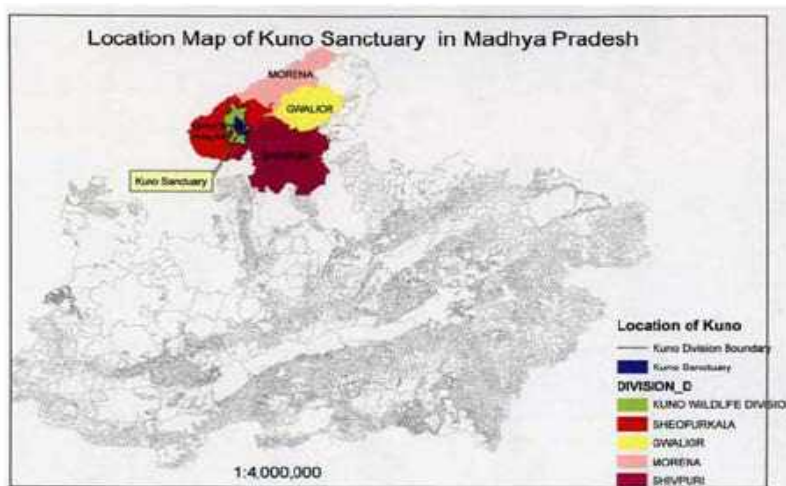 Location Map of Kuno Sanctuary in Madhya Pradesh
MORENA
GWALIOR
Kuno Sanctuary
Location of Kuno
Kuno Division Boundary
Kuno Sanctuary
DIVISION_D
KUNO WILDLIFE DIVISIO
SHEOPURKALA
GWALIOR
MORENA
SHIVPURI
1:4,000,000